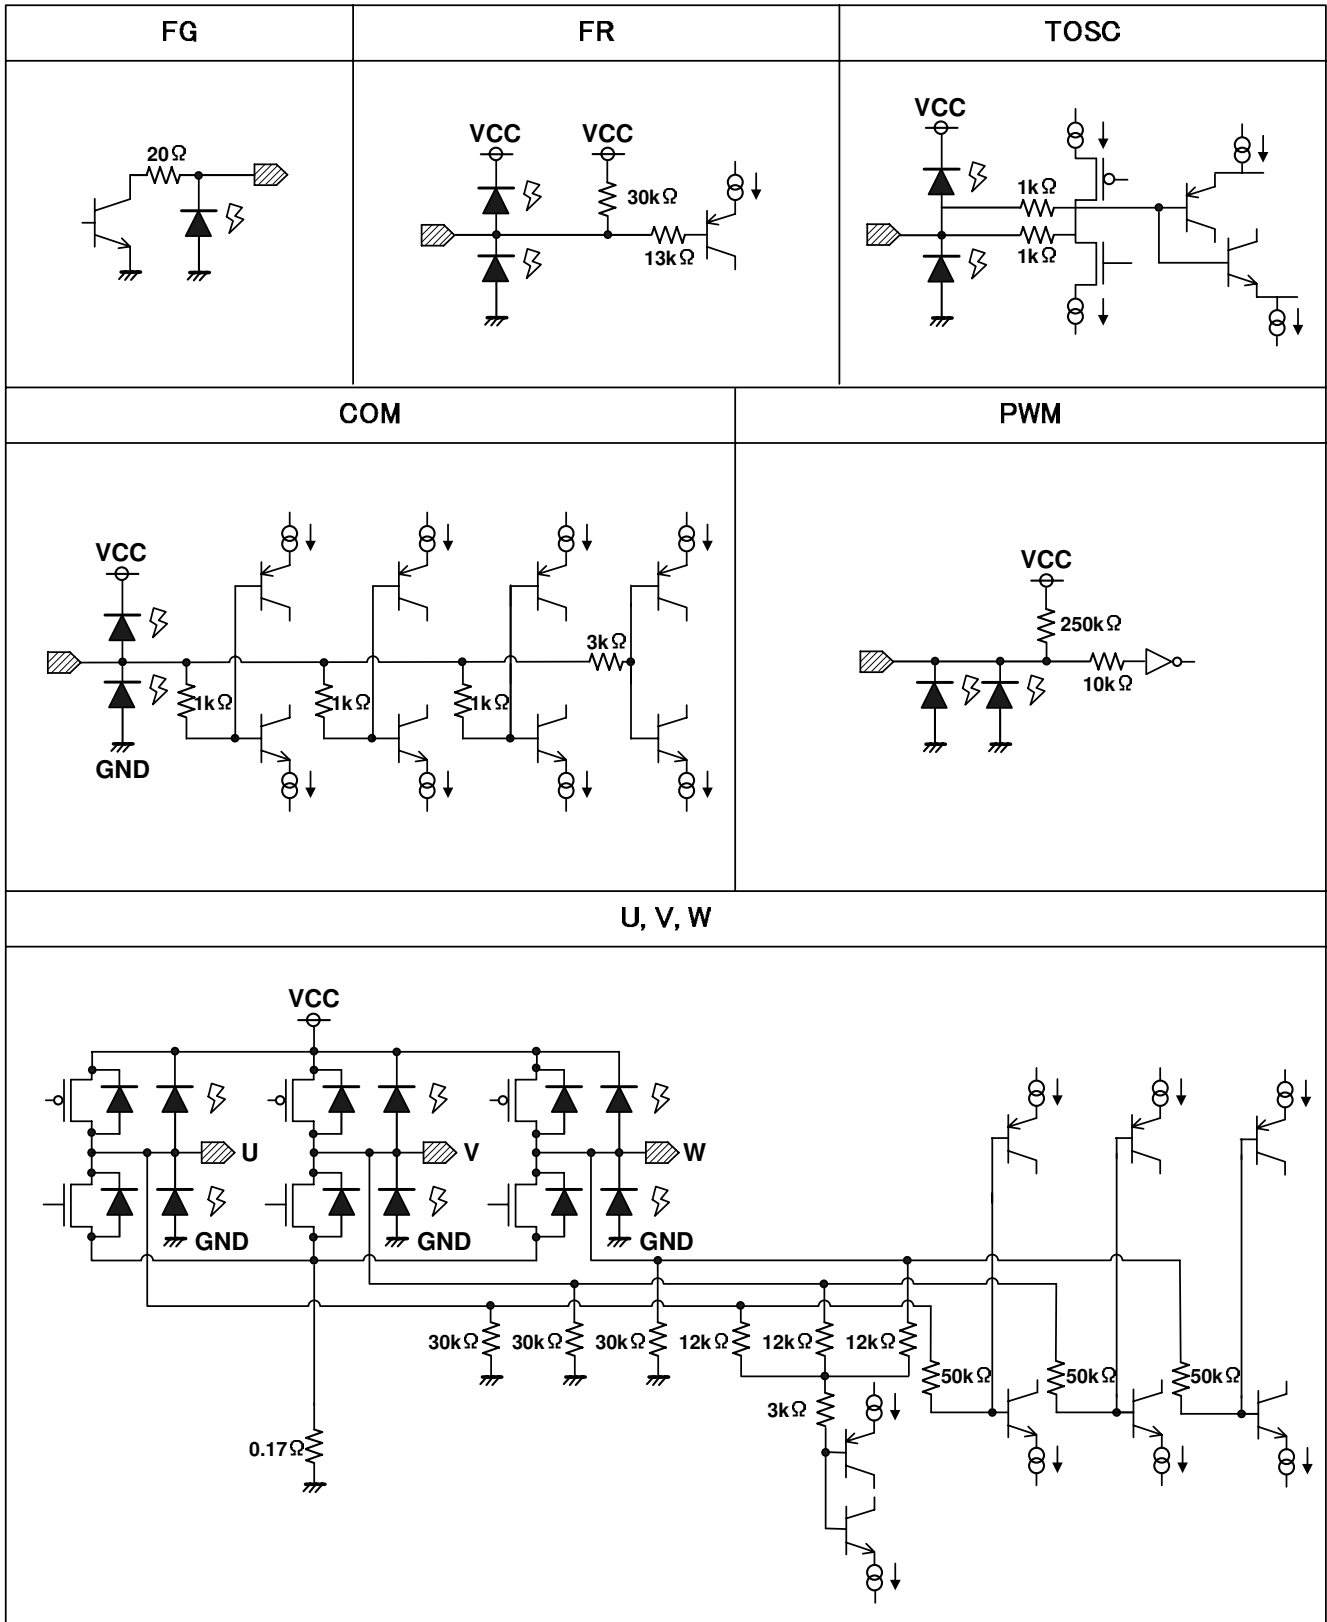 FG FR TOSC
VCC VCC VCC
20Ω 30kΩ 1kΩ
13kΩ 1kΩ
COM PWM
VCC VCC
250kΩ
3kΩ
1kΩ 1kΩ 1kΩ 10kΩ
GND
U, V, W
VCC
U V W
GND GND GND
30kΩ 30kΩ 30kΩ 12kΩ 12kΩ 12kΩ
50kΩ 50kΩ 50kΩ
3kΩ
0.17Ω